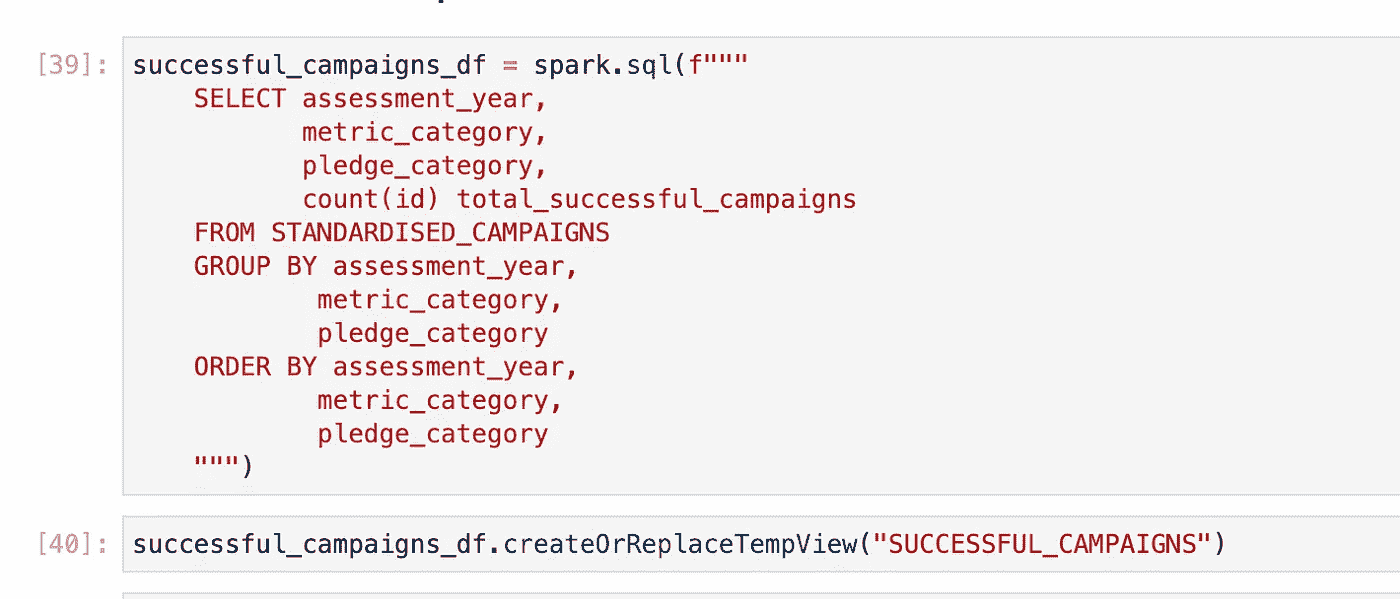 [39]: successful_campaigns_df = spark.sql(f"""
SELECT assessment_year,
metric_category,
pledge_category,
count(id) total_successful_campaigns
FROM STANDARDISED_CAMPAIGNS
GROUP BY assessment_year,
metric_category,
pledge_category
ORDER BY assessment_year,
metric_category,
pledge_category
""")
[40]: successful_campaigns_df.createOrReplaceTempView("SUCCESSFUL_CAMPAIGNS")